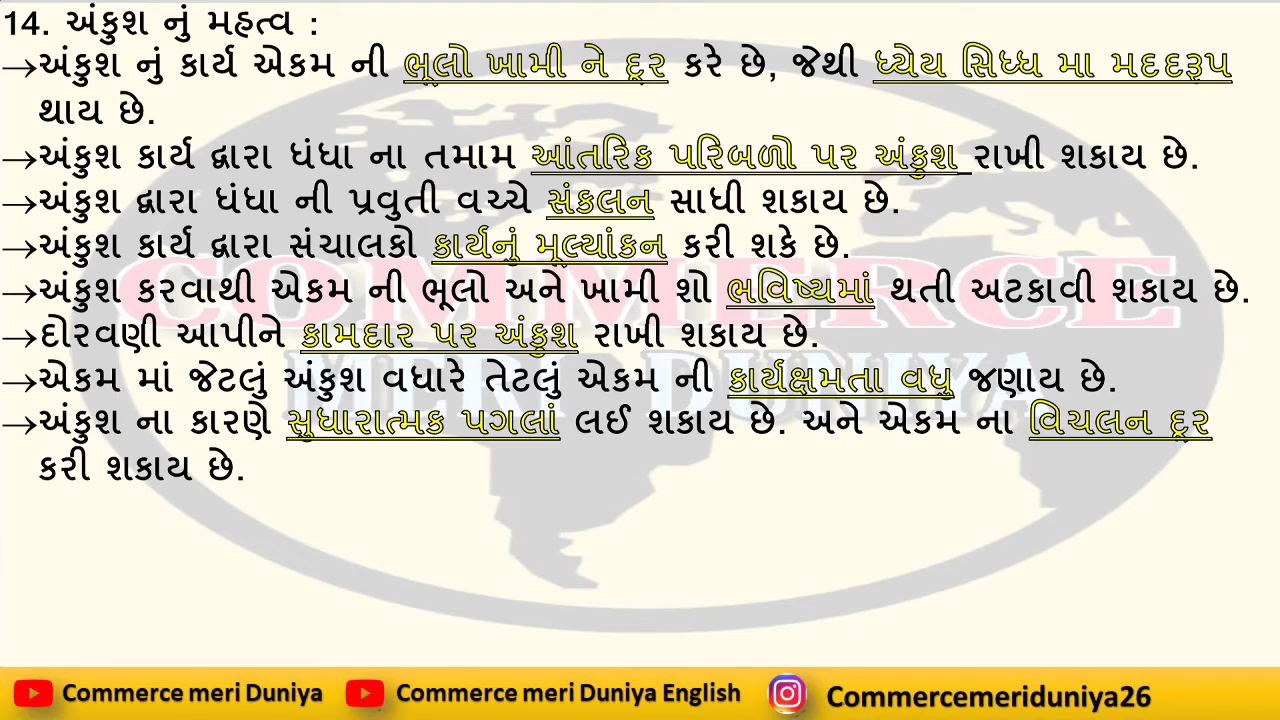 14. અંકુશ નું મહત્વ :
→અંકુશ નું કાર્ય એકમ ની ભૂલો ખામી ને દૂર કરે છે, જેથી ધ્યેય સિધ્ધ મા મદદરૂપ
થાય છે.
→અંકુશ કાર્ય દ્વારા ધંધા ના તમામ આંતરિક પરિબળો પર અંકુશ રાખી શકાય છે.
→અંકુશ દ્વારા ધંધા ની પ્રવુતી વચ્ચે સંકલન સાધી શકાય છે.
→અંકુશ કાર્ય દ્વારા સંચાલકો કાર્યનું મૂલ્યાંકન કરી શકે છે.
→અંકુશ કરવાથી એકમ ની ભૂલો અને ખામી શો ભવિષ્યમાં થતી અટકાવી શકાય છે.
→દોરવણી આપીને કામદાર પર અંકુશ રાખી શકાય છે.
→એકમ માં જેટલું અંકુશ વધારે તેટલું એકમ ની કાર્યક્ષમતા વધુ જણાય છે.
→અંકુશ ના કારણે સુધારાત્મક પગલાં લઈ શકાય છે. અને એકમ ના વિચલન દૂર
કરી શકાય છે.
COMMERCE
MERI DUNIYA
Commerce meri Duniya Commerce meri Duniya English Commercemeriduniya26